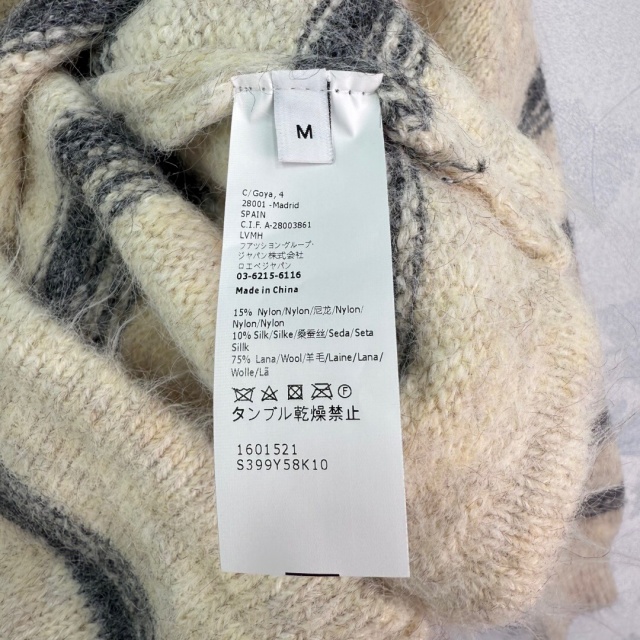 M
C/Goya, 4
28001 -Madrid
SPAIN
C.I.F. A-28003861
LVMH
ファッション・グループ・
ジャパン株式会社
ロエベジャパン
03-6215-6116
Made in China
15% Nylon/Nylon/尼龙/Nylon/
Nylon/Nylon
10% Silk/Silke/桑蚕丝/Seda/Seta
Silk
75% Lana/Wool/羊毛/Laine/Lana/
Wolle/Lã
F
タンブル乾燥禁止
1601521
S399Y58K10